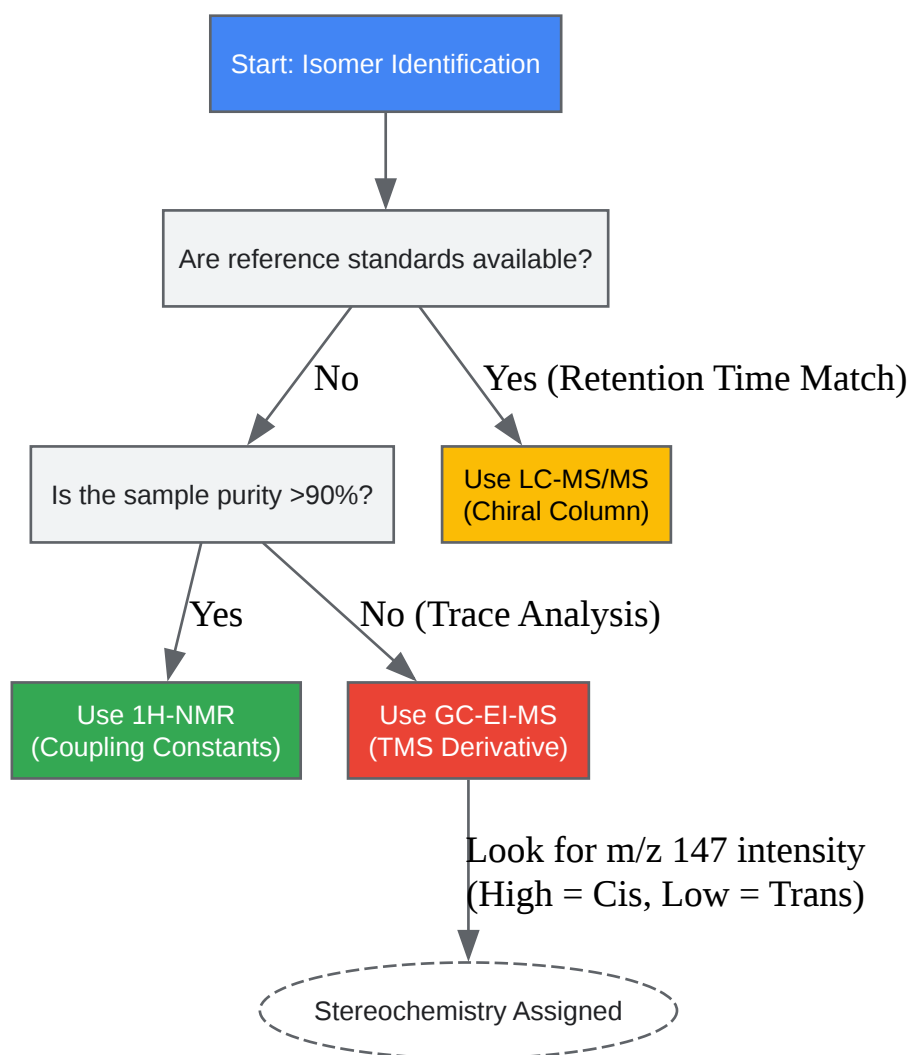 Start: Isomer Identification
Are reference standards available?
No
Yes (Retention Time Match)
Is the sample purity >90%?
Use LC-MS/MS
(Chiral Column)
Yes
No (Trace Analysis)
Use 1H-NMR
(Coupling Constants)
Use GC-EI-MS
(TMS Derivative)
Look for m/z 147 intensity
(High = Cis, Low = Trans)
Stereochemistry Assigned